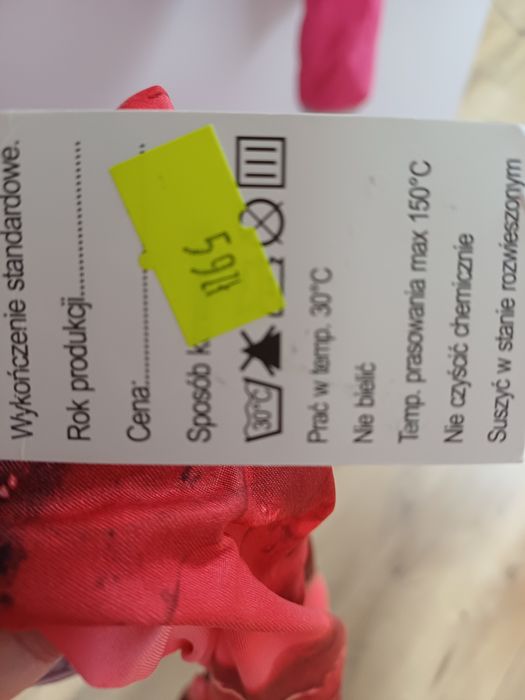 Wykończenie standardowe.
Rok produkcji..............................
Cena:..............................
Sposób k
30°C
Prać w temp. 30°C
Nie bielić
Temp. prasowania max 150°C
Nie czyścić chemicznie
Suszyć w stanie rozwieszonym